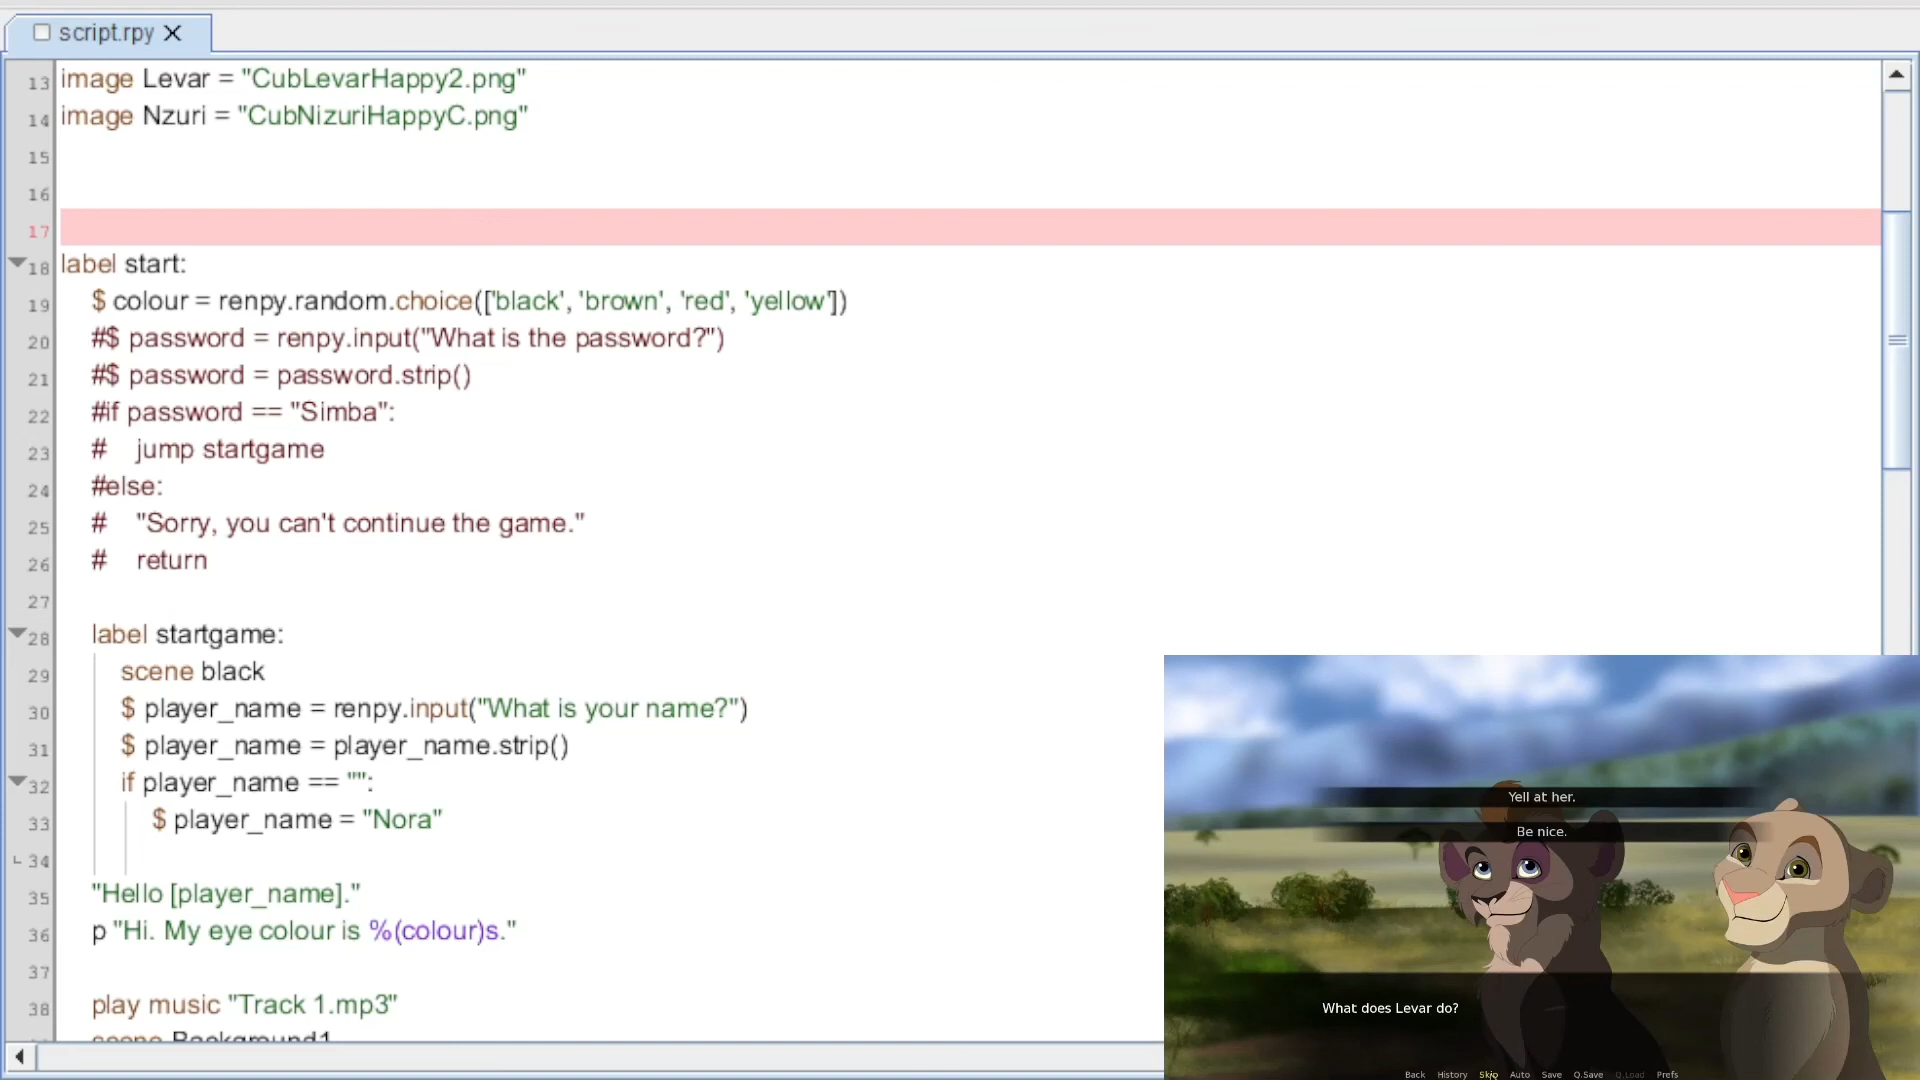 script.rpy
13 image Levar = "CubLevarHappy2.png"
14 image Nzuri = "CubNizuriHappyC.png"
15
16
17
18 label start:
19 $ colour = renpy.random.choice(['black', 'brown', 'red', 'yellow'])
20 #$ password = renpy.input("What is the password?")
21 #$ password = password.strip()
22 #if password == "Simba":
23 # jump startgame
24 #else:
25 # "Sorry, you can't continue the game."
26 # return
27
28 label startgame:
29 scene black
30 $ player_name = renpy.input("What is your name?")
31 $ player_name = player_name.strip()
32 if player_name == "":
33 $ player_name = "Nora"
34
35 "Hello [player_name]."
36 p "Hi. My eye colour is %(colour)s."
37
38 play music "Track 1.mp3"
scene Background1
Yell at her.
Be nice.
What does Levar do?
Back History Skip Auto Save Q.Save Q.Load Prefs